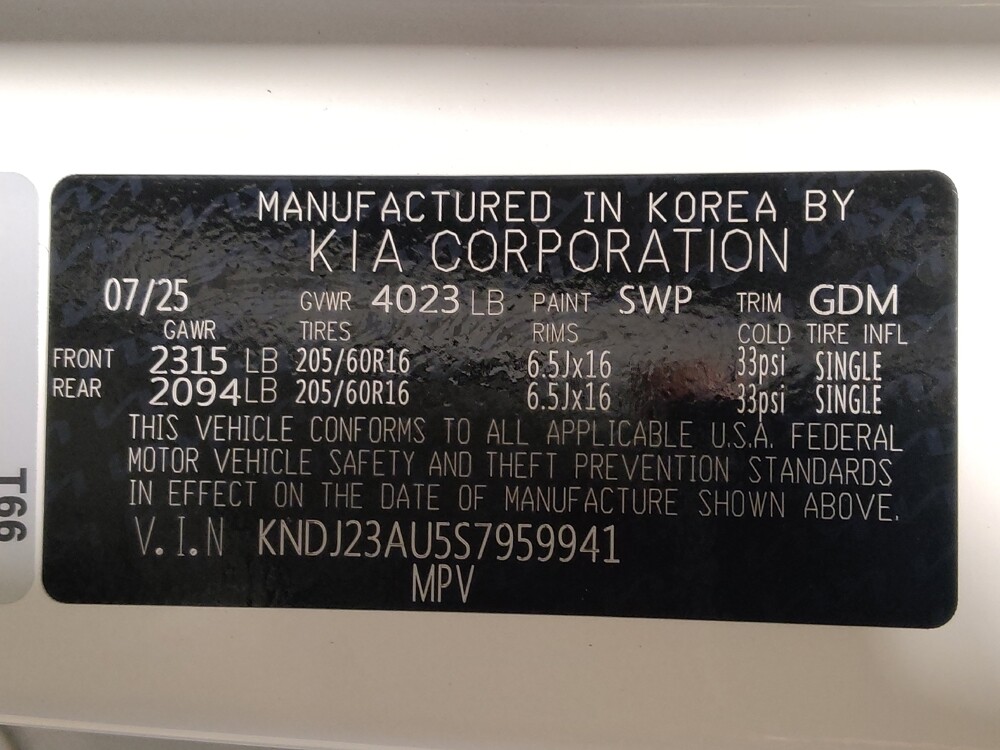 MANUFACTURED IN KOREA BY
KIA CORPORATION
07/25 GVWR 4023 LB PAINT SWP TRIM GDM
GAWR TIRES RIMS COLD TIRE INFL
FRONT 2315 LB 205/60R16 6.5Jx16 33psi SINGLE
REAR 2094 LB 205/60R16 6.5Jx16 33psi SINGLE
THIS VEHICLE CONFORMS TO ALL APPLICABLE U.S.A. FEDERAL
MOTOR VEHICLE SAFETY AND THEFT PREVENTION STANDARDS
IN EFFECT ON THE DATE OF MANUFACTURE SHOWN ABOVE.
V.I.N KNDJ23AU5S7959941
MPV
T66